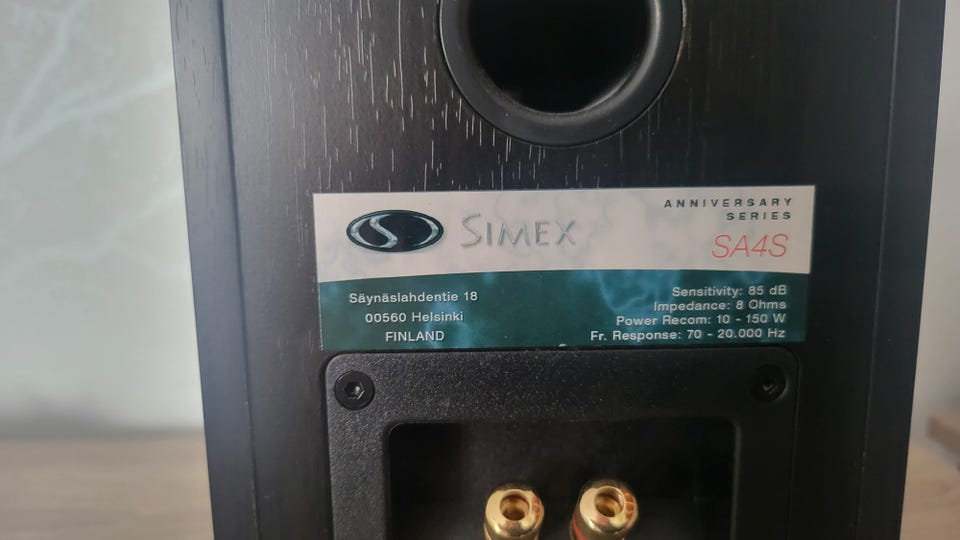 SIMEX
ANNIVERSARY
SERIES
SA4S
Säynäslahdentie 18
00560 Helsinki
FINLAND
Sensitivity: 85 dB
Impedance: 8 Ohms
Power Recom: 10 - 150 W
Fr. Response: 70 - 20.000 Hz